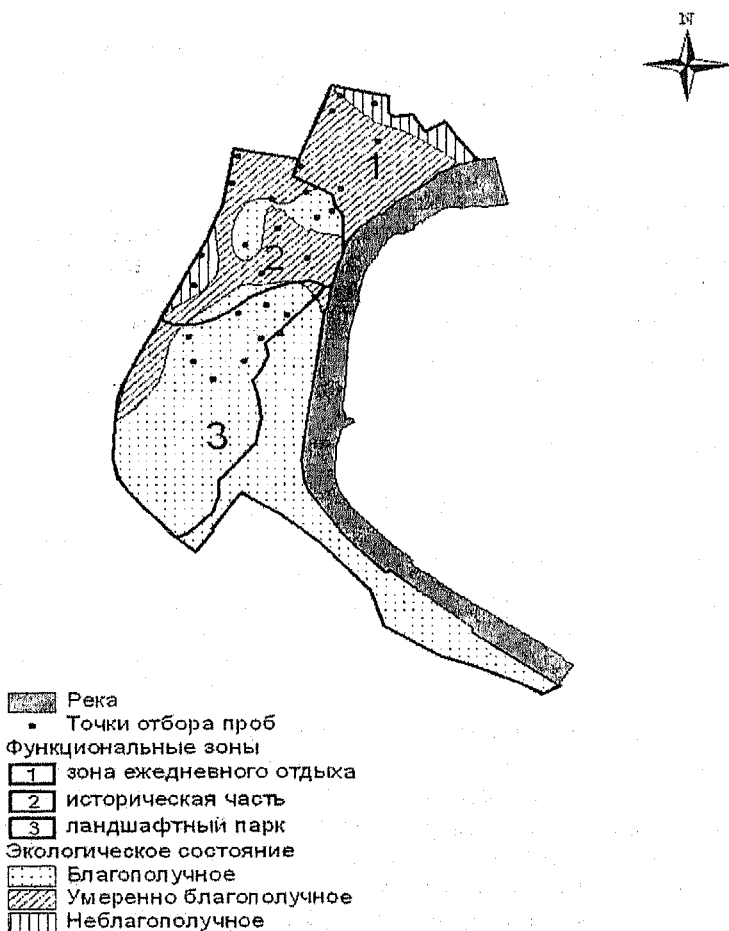 N
1
2
3
Река
Точки отбора проб
Функциональные зоны
1 зона ежедневного отдыха
2 историческая часть
3 ландшафтный парк
Экологическое состояние
Благополучное
Умеренно благополучное
Неблагополучное